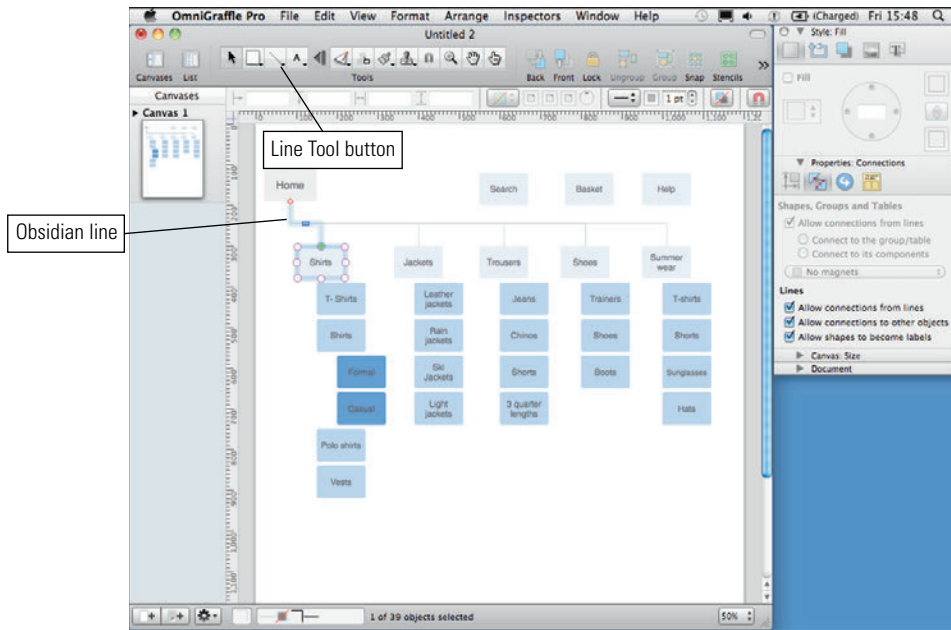 OmniGraffle Pro File Edit View Format Arrange Inspectors Window Help (Charged) Fri 15:48
Untitled 2
Style: Fill
Canvases List Tools Back Front Lock Ungroup Group Snap Stencils
Fill
Canvases
1 pt
Canvas 1
Line Tool button
Properties: Connections
Home
Search
Basket
Help
Obsidian line
Shapes, Groups and Tables
Allow connections from lines
Connect to the group/table
Connect to its components
No magnets
Shirts
Jackets
Trousers
Shoes
Summer
wear
Lines
Allow connections from lines
Allow connections to other objects
Allow shapes to become labels
Canvas: Size
Document
T- Shirts
Leather
jackets
Jeans
Trainers
T-shirts
Shirts
Rain
jackets
Chinos
Shoes
Shorts
Formal
Ski
Jackets
Shorts
Boots
Sunglasses
Casual
Light
jackets
3 quarter
lengths
Hats
Polo shirts
Vests
1 of 39 objects selected
50%